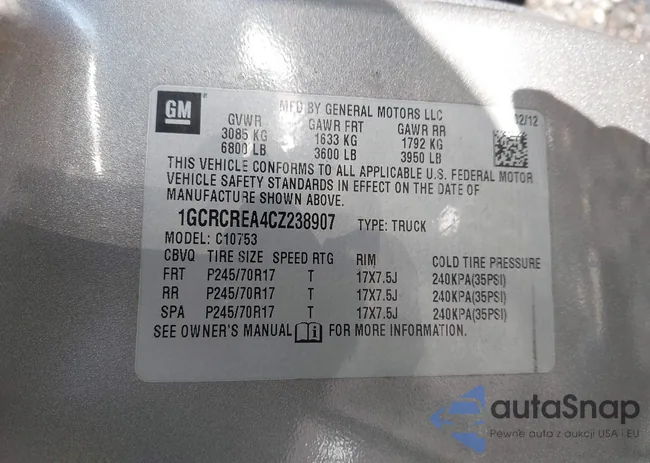 GM
MFD BY GENERAL MOTORS LLC
GVWR GAWR FRT GAWR RR 02/12
3085 KG 1633 KG 1792 KG
6800 LB 3600 LB 3950 LB
THIS VEHICLE CONFORMS TO ALL APPLICABLE U.S. FEDERAL MOTOR
VEHICLE SAFETY STANDARDS IN EFFECT ON THE DATE OF
MANUFACTURE SHOWN ABOVE.
1GCRCREA4CZ238907 TYPE: TRUCK
MODEL: C10753
CBVQ TIRE SIZE SPEED RTG RIM COLD TIRE PRESSURE
FRT P245/70R17 T 17X7.5J 240KPA(35PSI)
RR P245/70R17 T 17X7.5J 240KPA(35PSI)
SPA P245/70R17 T 17X7.5J 240KPA(35PSI)
SEE OWNER'S MANUAL i FOR MORE INFORMATION.
autaSnap
Pewne auta z aukcji USA i EU